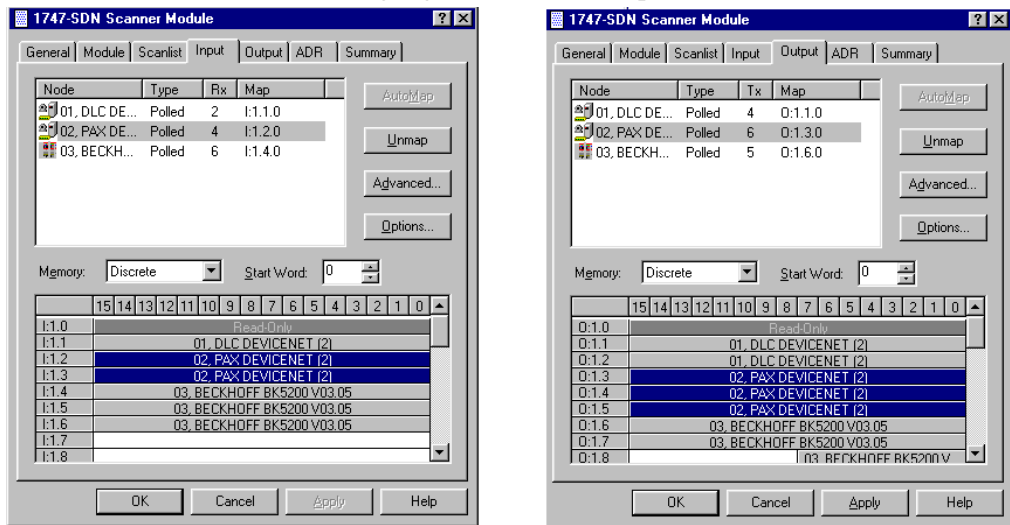 1747-SDN Scanner Module
General Module Scanlist Input Output ADR Summary
Node Type Rx Map
01, DLC DE... Polled 2 I:1.1.0
02, PAX DE... Polled 4 I:1.2.0
03, BECKH... Polled 6 I:1.4.0
AutoMap
Unmap
Advanced...
Options...
Memory: Discrete Start Word: 0
15 14 13 12 11 10 9 8 7 6 5 4 3 2 1 0
I:1.0 Read-Only
I:1.1 01, DLC DEVICENET (2)
I:1.2 02, PAX DEVICENET (2)
I:1.3 02, PAX DEVICENET (2)
I:1.4 03, BECKHOFF BK5200 V03.05
I:1.5 03, BECKHOFF BK5200 V03.05
I:1.6 03, BECKHOFF BK5200 V03.05
I:1.7
I:1.8
OK Cancel Apply Help
1747-SDN Scanner Module
General Module Scanlist Input Output ADR Summary
Node Type Tx Map
01, DLC DE... Polled 4 O:1.1.0
02, PAX DE... Polled 6 O:1.3.0
03, BECKH... Polled 5 O:1.6.0
AutoMap
Unmap
Advanced...
Options...
Memory: Discrete Start Word: 0
15 14 13 12 11 10 9 8 7 6 5 4 3 2 1 0
O:1.0 Read-Only
O:1.1 01, DLC DEVICENET (2)
O:1.2 01, DLC DEVICENET (2)
O:1.3 02, PAX DEVICENET (2)
O:1.4 02, PAX DEVICENET (2)
O:1.5 02, PAX DEVICENET (2)
O:1.6 03, BECKHOFF BK5200 V03.05
O:1.7 03, BECKHOFF BK5200 V03.05
O:1.8 03, BECKHOFF BK5200 V
OK Cancel Apply Help